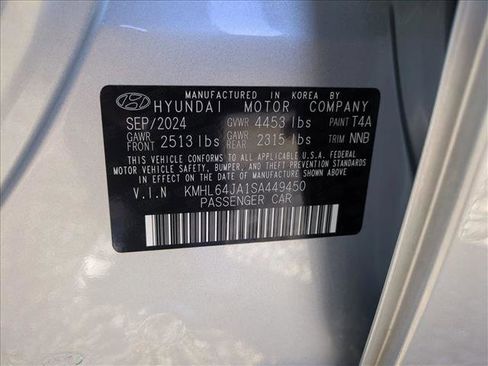 MANUFACTURED IN KOREA BY
HYUNDAI MOTOR COMPANY
SEP/2024 GVWR 4453 lbs PAINT T4A
GAWR FRONT 2513 lbs GAWR REAR 2315 lbs TRIM NNB
THIS VEHICLE CONFORMS TO ALL APPLICABLE U.S.A. FEDERAL
MOTOR VEHICLE SAFETY, BUMPER, AND THEFT PREVENTION STANDARDS
IN EFFECT ON THE DATE OF MANUFACTURE SHOWN ABOVE.
V.I.N KMHL64JA1SA449450
PASSENGER CAR